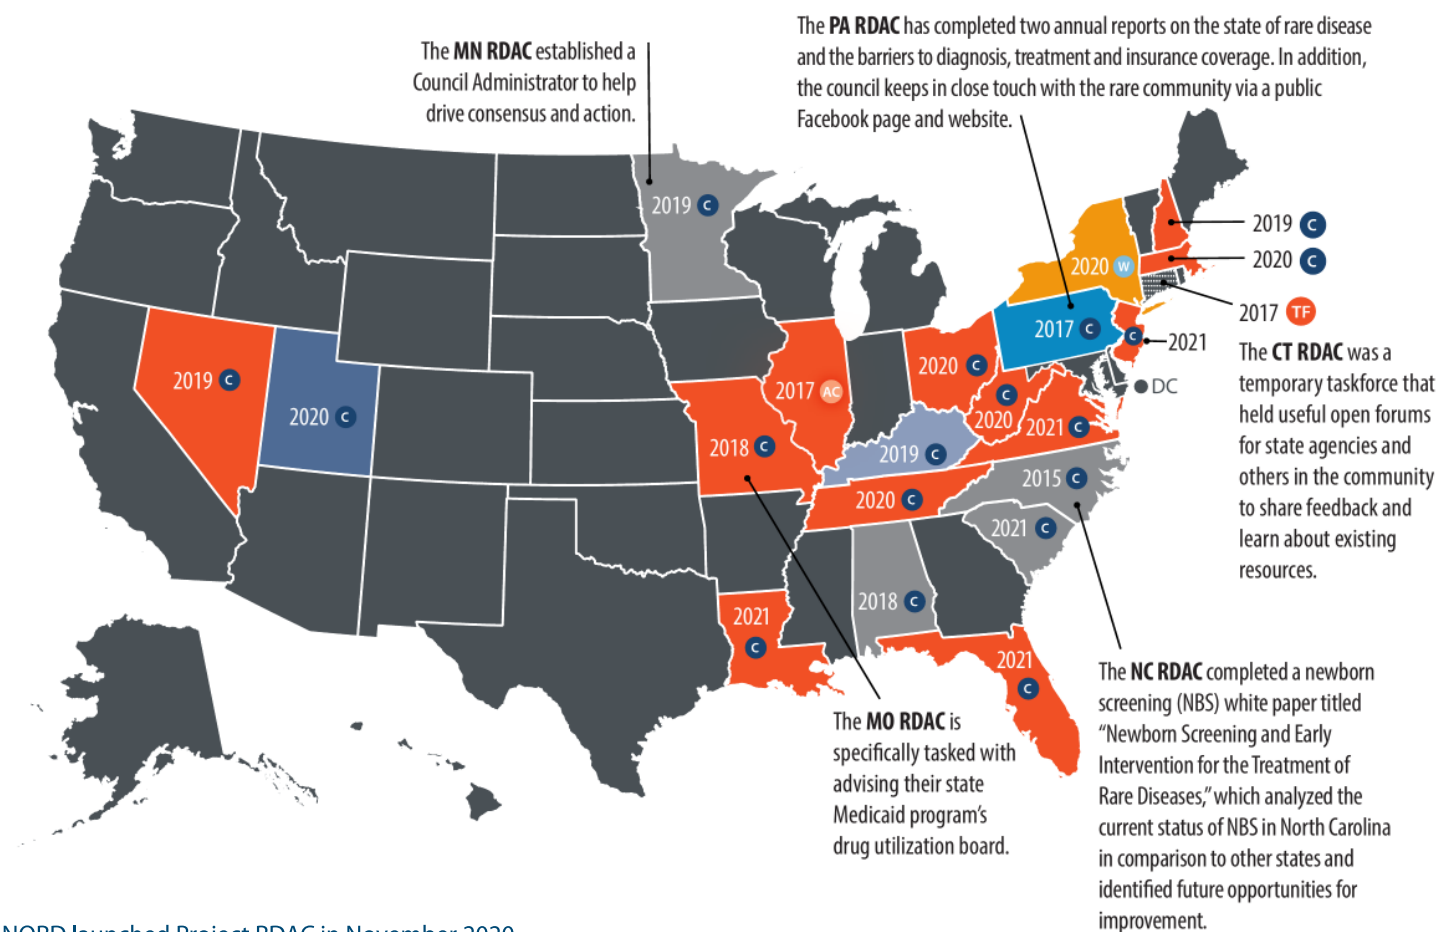 The PA RDAC has completed two annual reports on the state of rare disease
and the barriers to diagnosis, treatment and insurance coverage. In addition,
the council keeps in close touch with the rare community via a public
Facebook page and website.
The MN RDAC established a
Council Administrator to help
drive consensus and action.
2019 C
2019 C
2020 C
2020 W
2017 TF
2017 C
C 2021
The CT RDAC was a
temporary taskforce that
held useful open forums
for state agencies and
others in the community
to share feedback and
learn about existing
resources.
DC
2019 C
2020 C
2017 AC
2020 C
C
2020
2021 C
2018 C
2019 C
2015 C
2020 C
2021 C
2018 C
2021
C
2021
C
The MO RDAC is
specifically tasked with
advising their state
Medicaid program's
drug utilization board.
The NC RDAC completed a newborn
screening (NBS) white paper titled
“Newborn Screening and Early
Intervention for the Treatment of
Rare Diseases,” which analyzed the
current status of NBS in North Carolina
in comparison to other states and
identified future opportunities for
improvement.
NORD launched Project RDAC in November 2020